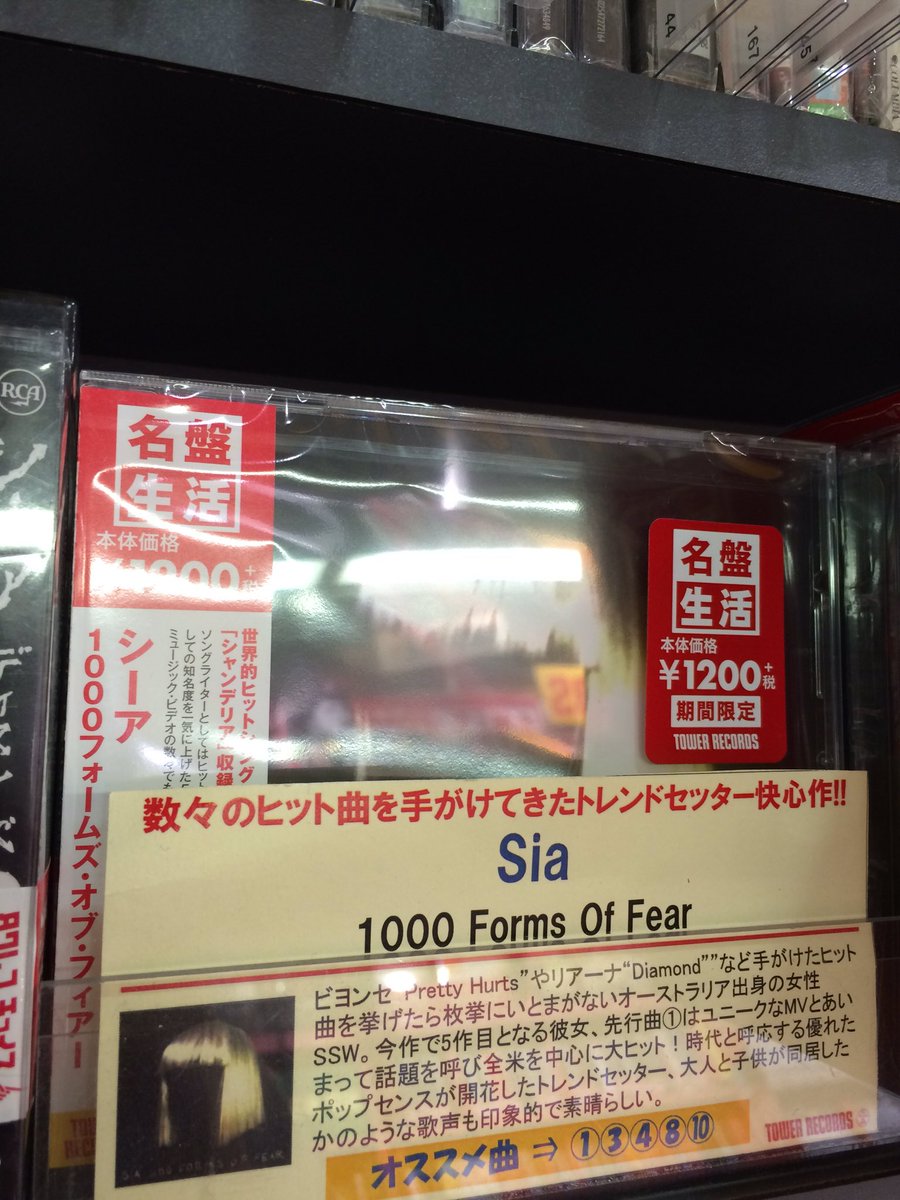 44
167
RCA
名盤
生活
本体価格
+税
シーア
1000フォームズ・オブ・フィアー
世界的ヒットシング
「シャンデリア」収録
ソングライターとしてはヒット
しての知名度を一気に上げた
ミュージック・ビデオの数々でも
名盤
生活
本体価格
¥1200+税
期間限定
TOWER RECORDS
数々のヒット曲を手がけてきたトレンドセッター快心作!!
Sia
1000 Forms Of Fear
ビヨンセ“Pretty Hurts”やリアーナ“Diamond””など手がけたヒット
曲を挙げたら枚挙にいとまがないオーストラリア出身の女性
SSW。今作で5作目となる彼女、先行曲①はユニークなMVとあい
まって話題を呼び全米を中心に大ヒット！時代と呼応する優れた
ポップセンスが開花したトレンドセッター、大人と子供が同居した
かのような歌声も印象的で素晴らしい。
オススメ曲 ⇒ ①③④⑧⑩
TOWER RECORDS
SIA 1000 FORMS OF FEAR
TOWER
RECORDS